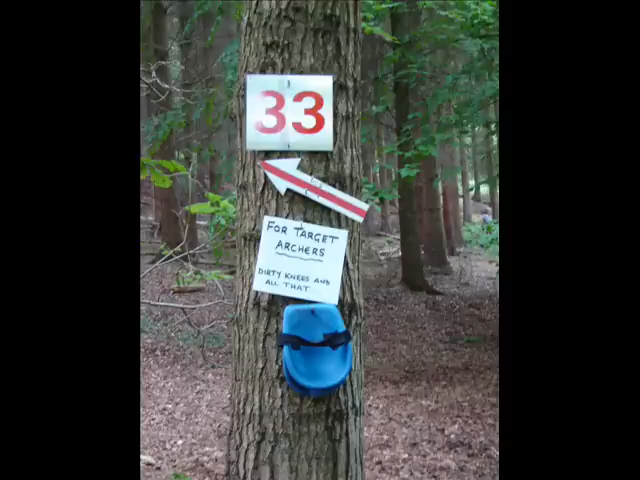 33
FOR TARGET
ARCHERS
DIRTY KNEES AND
ALL THAT